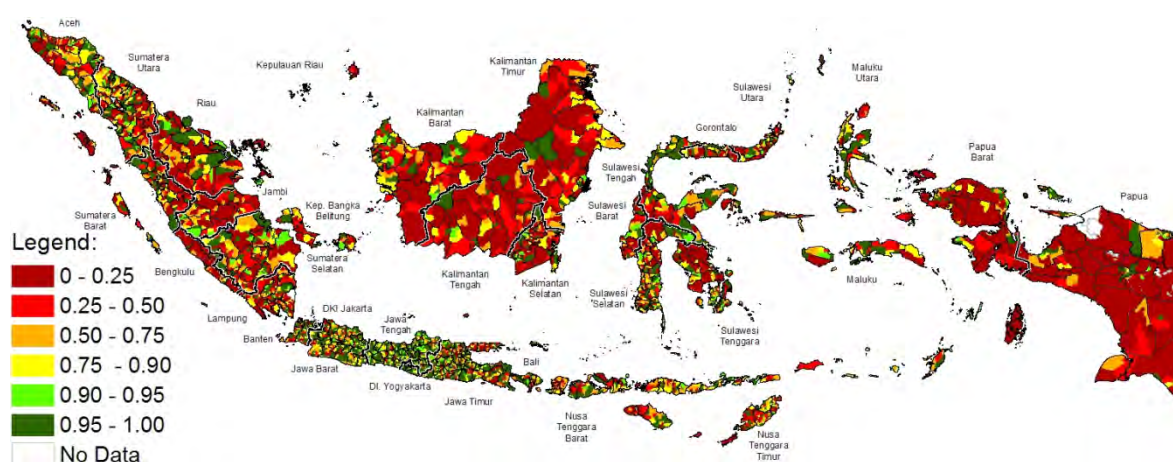 Aceh
Sumatera
Utara
Kepulauan Riau
Riau
Kalimantan
Timur
Kalimantan
Barat
Sulawesi
Utara
Maluku
Utara
Gorontalo
Papua
Barat
Papua
Sulawesi
Tengah
Jambi
Kep. Bangka
Belitung
Sulawesi
Barat
Sumatera
Barat
Sumatera
Selatan
Bengkulu
Kalimantan
Tengah
Kalimantan
Selatan
Sulawesi
Selatan
Maluku
Lampung
DKI Jakarta
Jawa
Tengah
Sulawesi
Tenggara
Banten
Jawa Barat
DI. Yogyakarta
Jawa Timur
Bali
Nusa
Tenggara
Barat
Nusa
Tenggara
Timur
Legend:
0 - 0.25
0.25 - 0.50
0.50 - 0.75
0.75 - 0.90
0.90 - 0.95
0.95 - 1.00
No Data